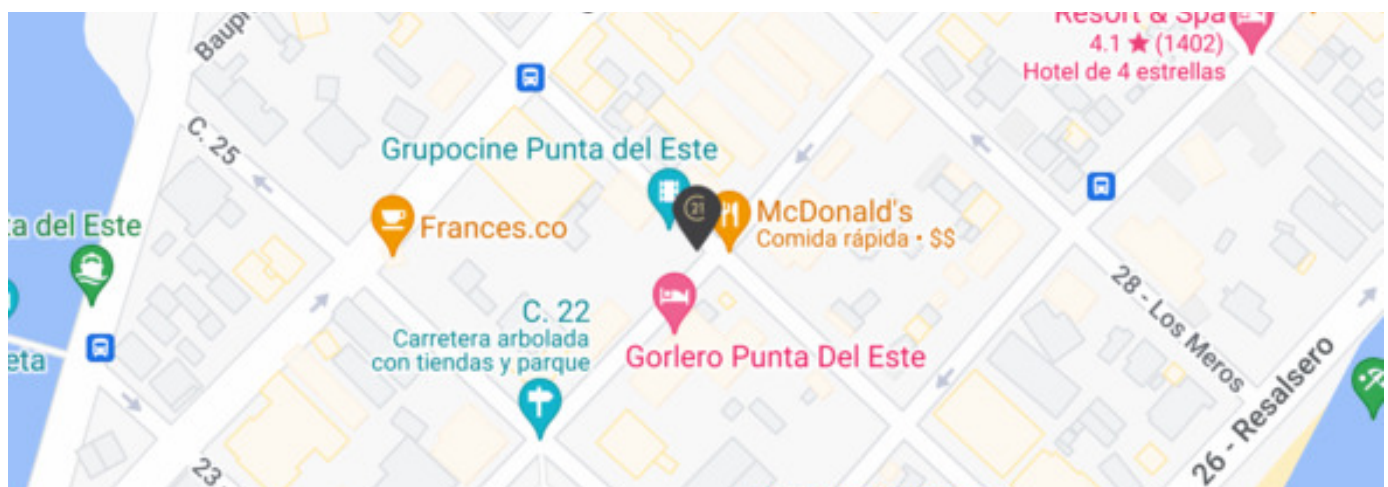 Resort & Spa
4.1 ★ (1402)
Hotel de 4 estrellas
C. 25
Grupocine Punta del Este
21
McDonald's
Comida rápida • $$
Frances.co
ta del Este
C. 22
Carretera arbolada
con tiendas y parque
Gorlero Punta Del Este
28 - Los Meros
26 - Resalsero
eta
23